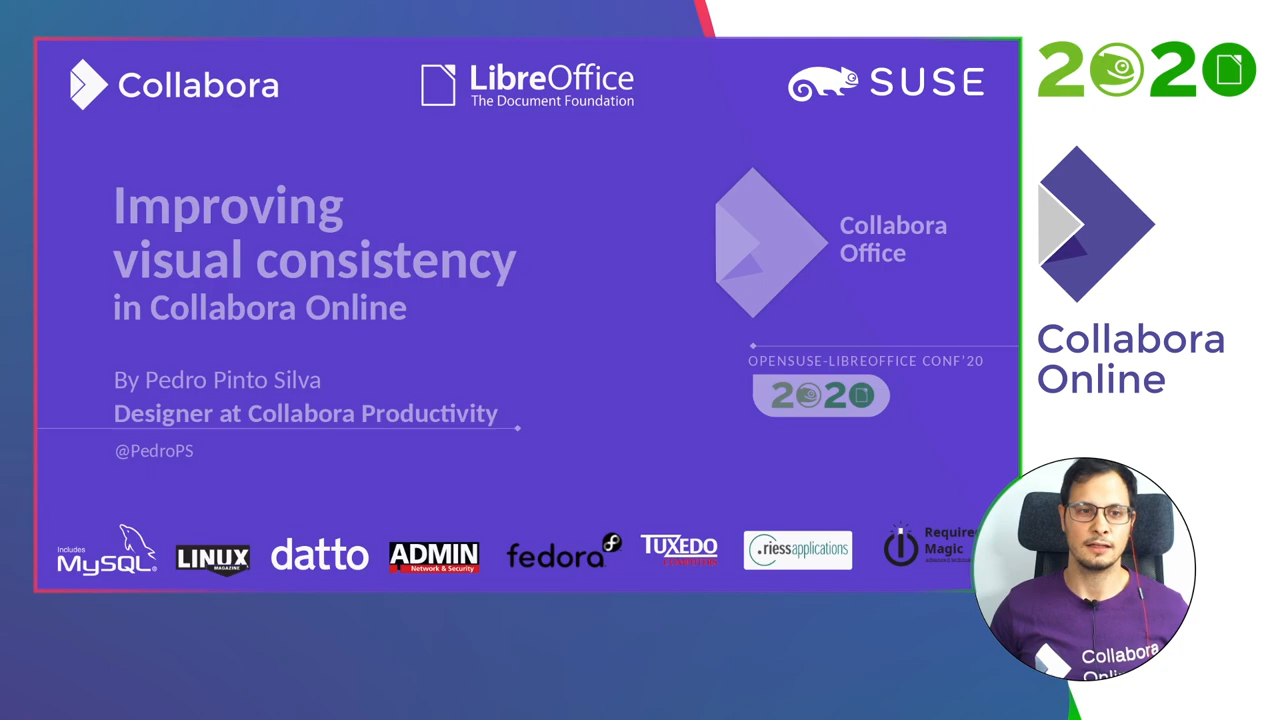 Collabora
LibreOffice
The Document Foundation
SUSE
2020
Improving
visual consistency
in Collabora Online
Collabora
Office
Collabora
Online
OPENSUSE-LIBREOFFICE CONF'20
2020
By Pedro Pinto Silva
Designer at Collabora Productivity
@PedroPS
Includes
MySQL®
LINUX
MAGAZINE
datto
ADMIN
Network & Security
fedora
TUXEDO
COMPUTERS
.riessapplications
Require
Magic
Collabora